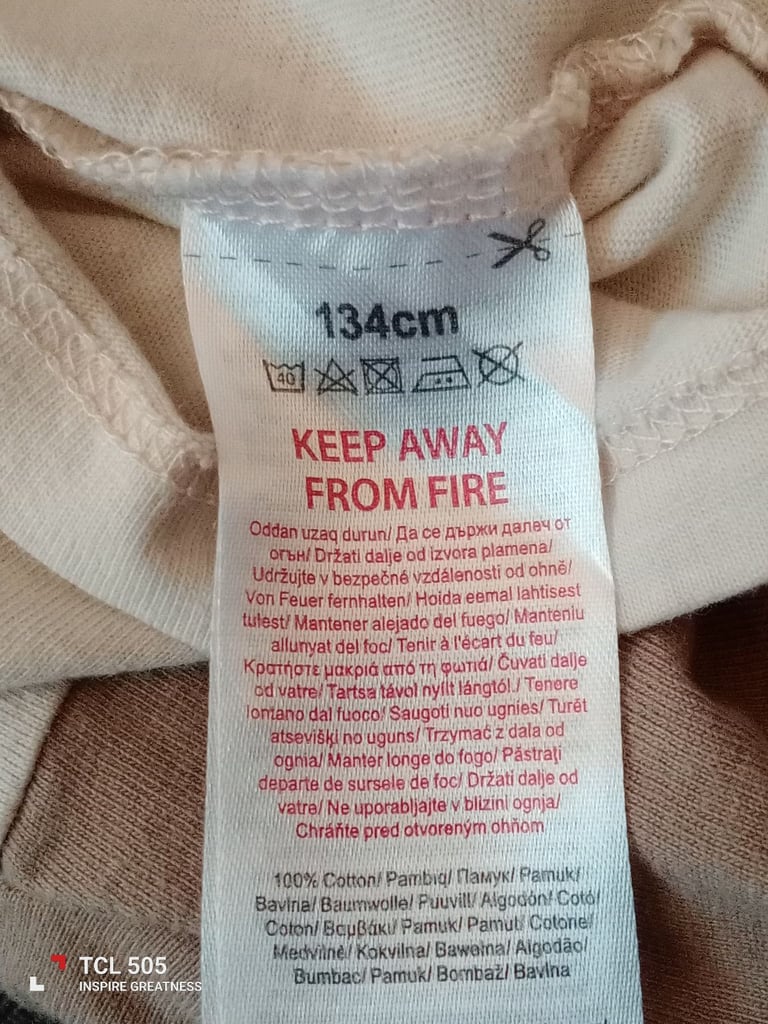 134cm
40
KEEP AWAY
FROM FIRE
Oddan uzaq durun/ Да се държи далеч от
огън/ Držati dalje od izvora plamena/
Udržujte v bezpečné vzdálenosti od ohně/
Von Feuer fernhalten/ Hoida eemal lahtisest
tulest/ Mantener alejado del fuego/ Manteniu
allunyat del foc/ Tenir à l'écart du feu/
Κρατήστε μακριά από τη φωτιά/ Čuvati dalje
od vatre/ Tartsa távol nyílt lángtól./ Tenere
lontano dal fuoco/ Saugoti nuo ugnies/ Turēt
atsevišķi no uguns/ Trzymać z dala od
ognia/ Manter longe do fogo/ Păstrați
departe de sursele de foc/ Držati dalje od
vatre/ Ne uporabljajte v blizini ognja/
Chráňte pred otvoreným ohňom
100% Cotton/ Pambıq/ Памук/ Pamuk/
Bavlna/ Baumwolle/ Puuvill/ Algodón/ Cotó/
Coton/ Βαμβάκι/ Pamuk/ Pamut/ Cotone/
Medvilnė/ Kokvilna/ Bawełna/ Algodão/
Bumbac/ Pamuk/ Bombaž/ Bavlna
TCL 505
INSPIRE GREATNESS